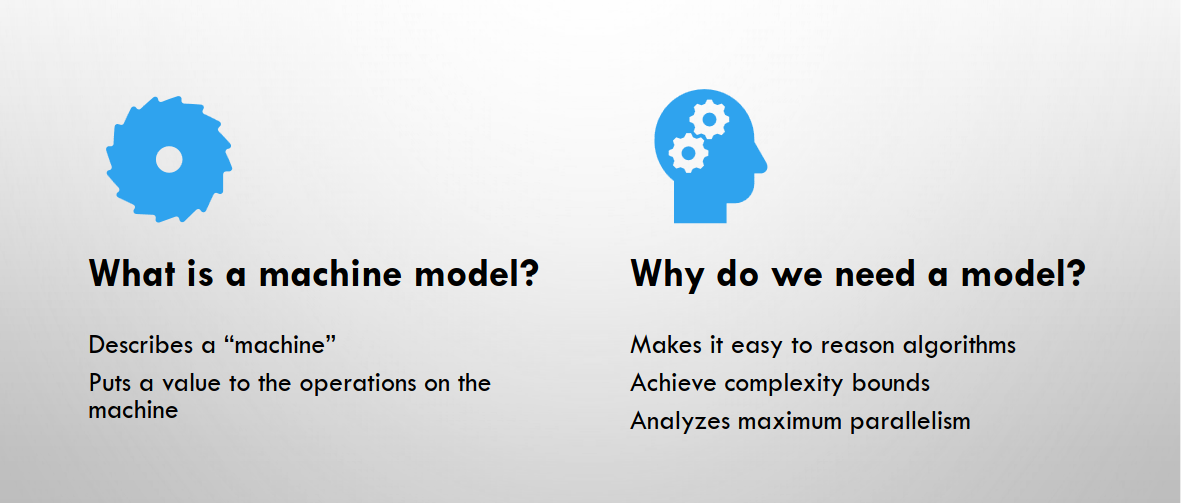 What is a machine model?
Describes a “machine”
Puts a value to the operations on the
machine
Why do we need a model?
Makes it easy to reason algorithms
Achieve complexity bounds
Analyzes maximum parallelism